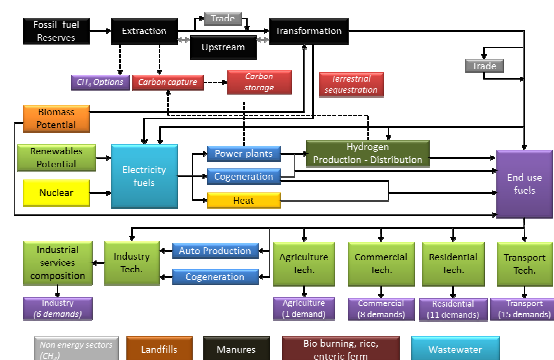 Fossil fuel
Reserves
Extraction
Trade
Upstream
Transformation
Trade
CH₄ Options
Carbon capture
Carbon
storage
Terrestrial
sequestration
Biomass
Potential
Renewables
Potential
Nuclear
Electricity
fuels
Power plants
Cogeneration
Heat
Hydrogen
Production - Distribution
End use
fuels
Industrial
services
composition
Industry
Tech.
Auto Production
Cogeneration
Agriculture
Tech.
Commercial
Tech.
Residential
Tech.
Transport
Tech.
Industry
(6 demands)
Agriculture
(1 demand)
Commercial
(8 demands)
Residential
(11 demands)
Transport
(15 demands)
Non energy sectors
(CH₄)
Landfills
Manures
Bio burning, rice,
enteric ferm
Wastewater